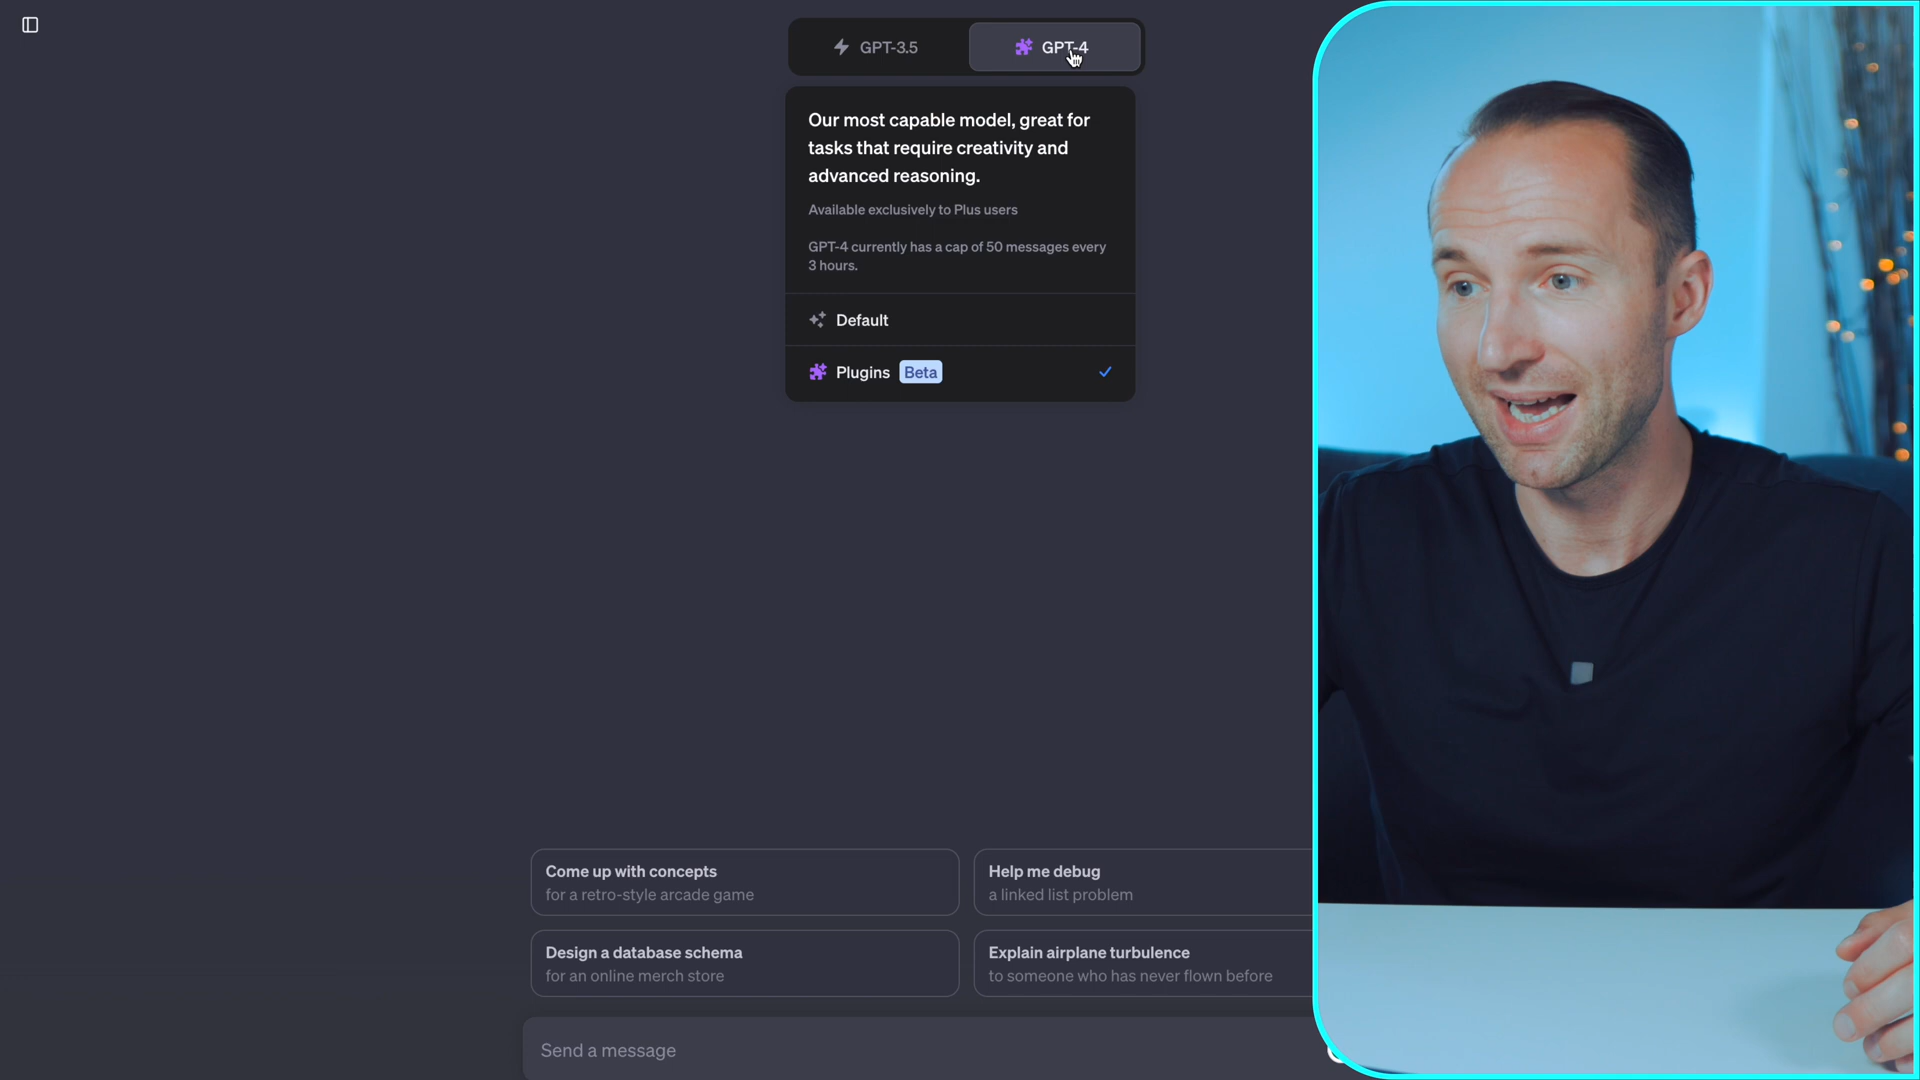 GPT-3.5
GPT-4
Our most capable model, great for
tasks that require creativity and
advanced reasoning.
Available exclusively to Plus users
GPT-4 currently has a cap of 50 messages every
3 hours.
Default
Plugins Beta
Come up with concepts
for a retro-style arcade game
Help me debug
a linked list problem
Design a database schema
for an online merch store
Explain airplane turbulence
to someone who has never flown before
Send a message